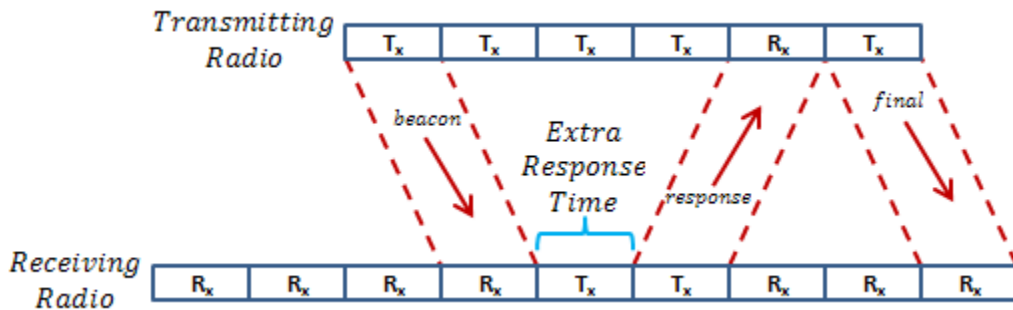 Transmitting
Radio
Tx Tx Tx Tx Rx Tx
beacon
Extra
Response
Time
response
final
Receiving
Radio
Rx Rx Rx Rx Tx Tx Rx Rx Rx